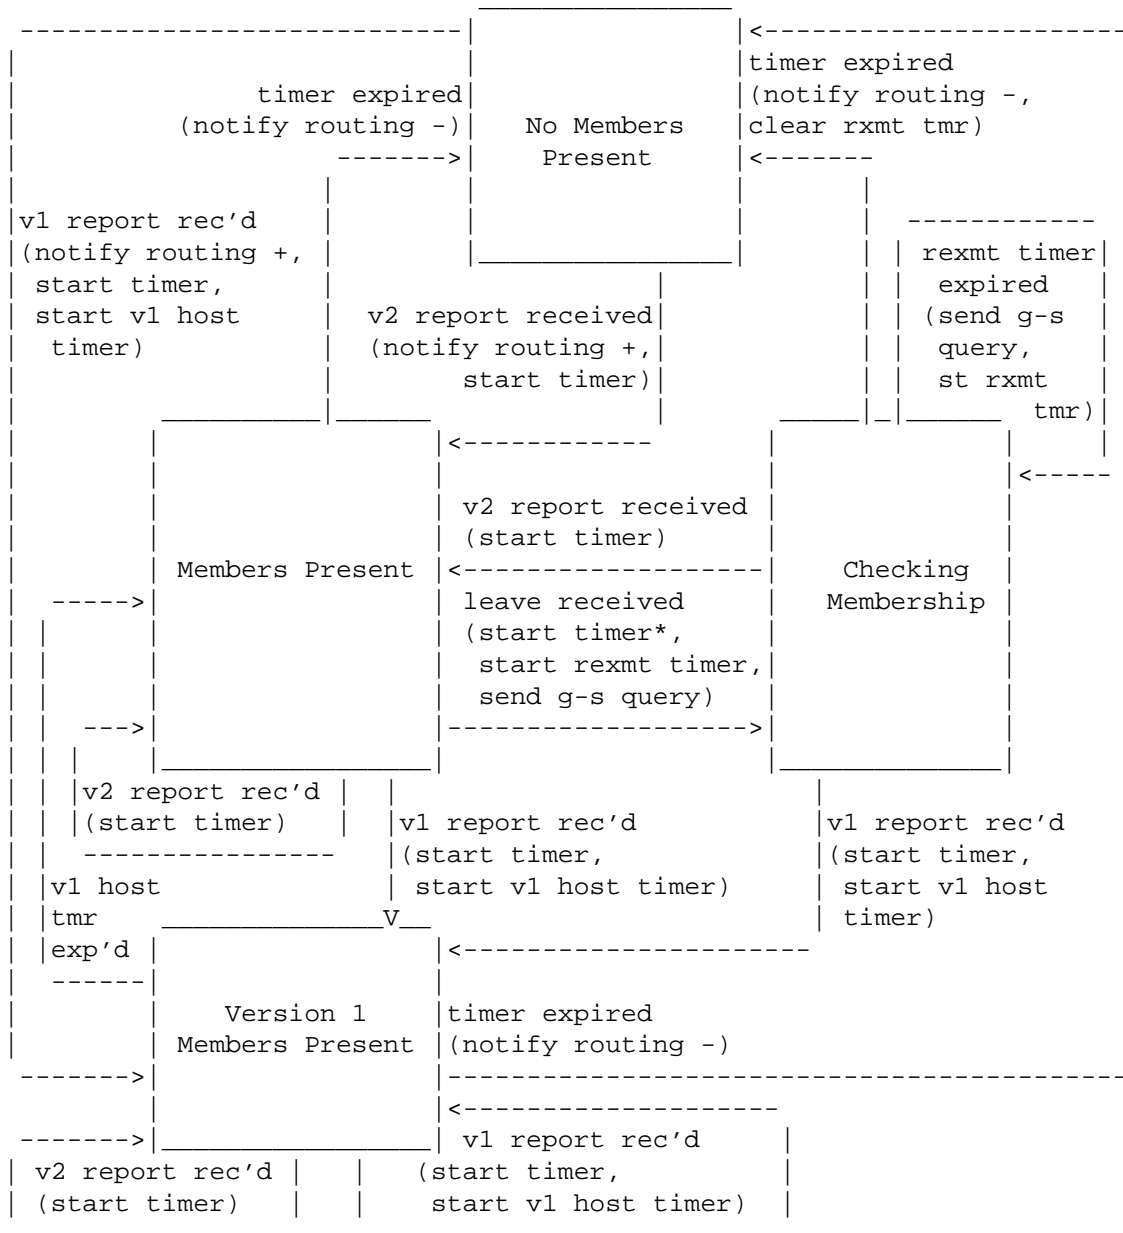 timer expired
timer expired (notify routing -,
(notify routing -) No Members clear rxmt tmr)
Present
v1 report rec’d
(notify routing +, rexmt timer
start timer, expired
start v1 host v2 report received (send g-s
timer) (notify routing +, query,
start timer) st rxmt
tmr)
v2 report received
(start timer)
Members Present Checking
leave received Membership
(start timer*,
start rexmt timer,
send g-s query)
v2 report rec’d
(start timer) v1 report rec’d v1 report rec’d
(start timer, (start timer,
v1 host start v1 host timer) start v1 host
tmr V timer)
exp’d
Version 1 timer expired
Members Present (notify routing -)
v1 report rec’d
v2 report rec’d (start timer,
(start timer) start v1 host timer)